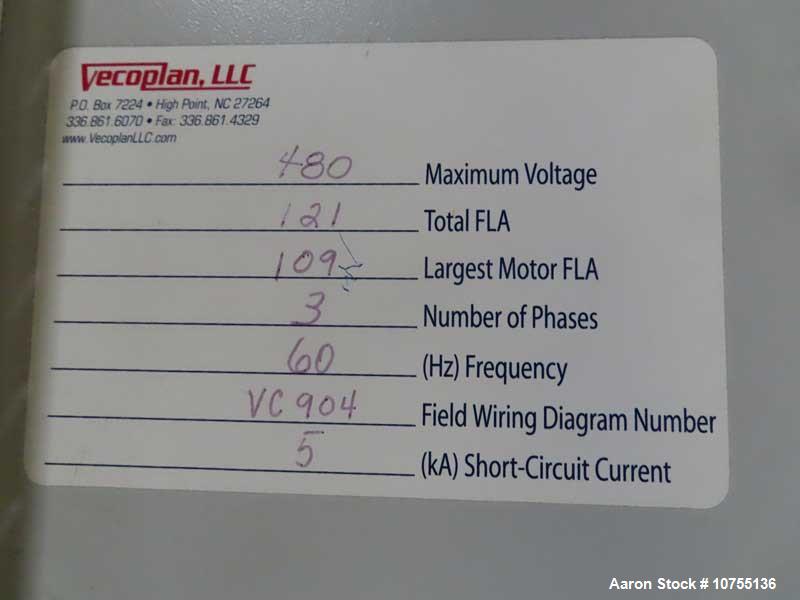 Vecoplan, LLC
P.O. Box 7224 • High Point, NC 27264
336.861.6070 • Fax: 336.861.4329
www.VecoplanLLC.com
480 Maximum Voltage
121 Total FLA
109 Largest Motor FLA
3 Number of Phases
60 (Hz) Frequency
VC904 Field Wiring Diagram Number
5 (kA) Short-Circuit Current
Aaron Stock # 10755136